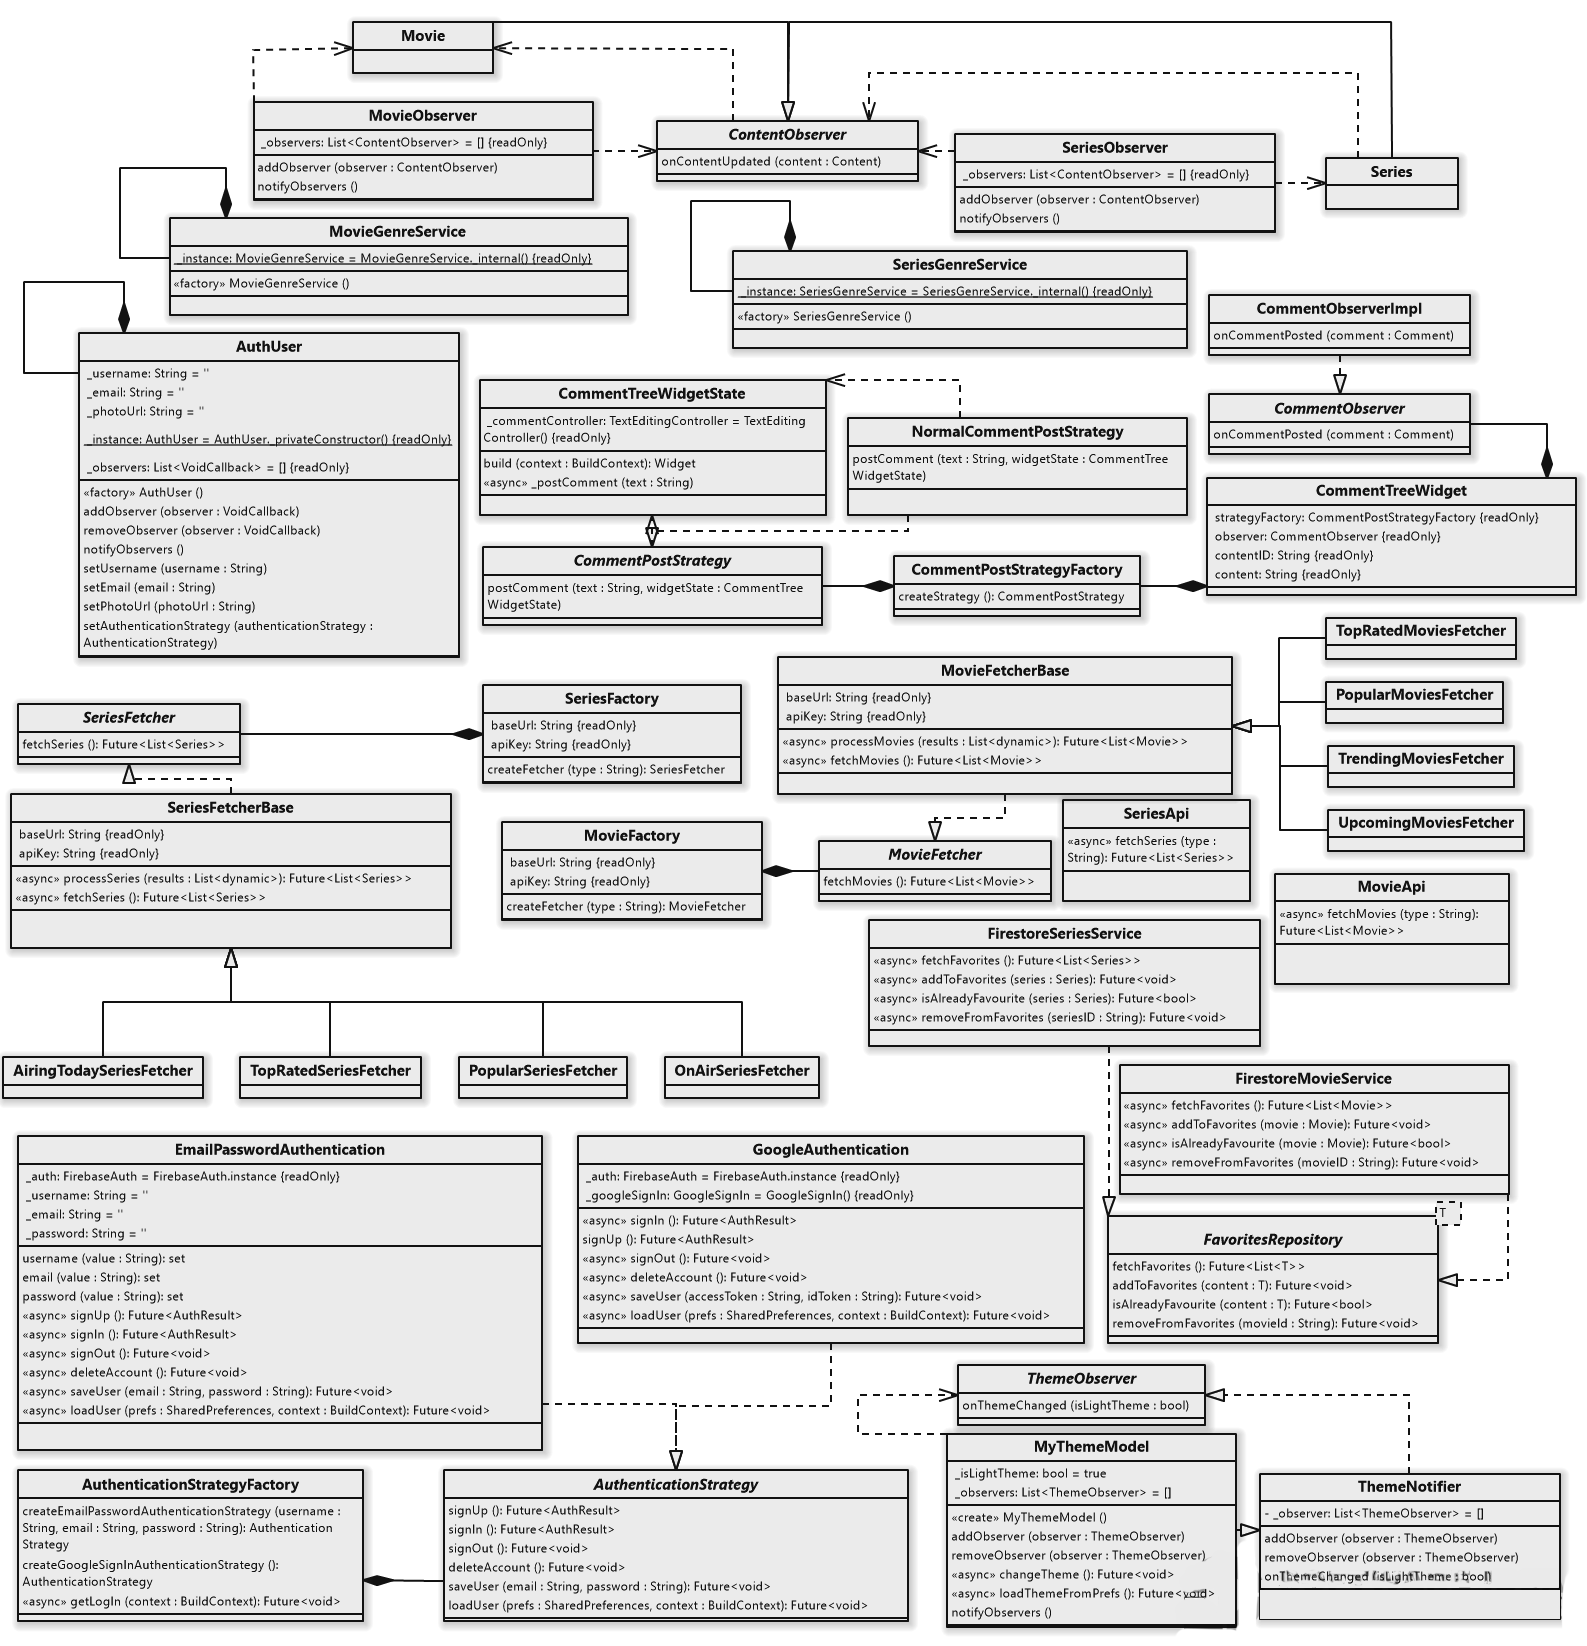 Movie
MovieObserver
_observers: List<ContentObserver> = [] {readOnly}
addObserver (observer : ContentObserver)
notifyObservers ()
ContentObserver
onContentUpdated (content : Content)
SeriesObserver
_observers: List<ContentObserver> = [] {readOnly}
addObserver (observer : ContentObserver)
notifyObservers ()
Series
MovieGenreService
_instance: MovieGenreService = MovieGenreService._internal() {readOnly}
«factory» MovieGenreService ()
SeriesGenreService
_instance: SeriesGenreService = SeriesGenreService._internal() {readOnly}
«factory» SeriesGenreService ()
CommentObserverImpl
onCommentPosted (comment : Comment)
AuthUser
_username: String = ''
_email: String = ''
_photoUrl: String = ''
_instance: AuthUser = AuthUser._privateConstructor() {readOnly}
_observers: List<VoidCallback> = [] {readOnly}
«factory» AuthUser ()
addObserver (observer : VoidCallback)
removeObserver (observer : VoidCallback)
notifyObservers ()
setUsername (username : String)
setEmail (email : String)
setPhotoUrl (photoUrl : String)
setAuthenticationStrategy (authenticationStrategy :
AuthenticationStrategy)
CommentTreeWidgetState
_commentController: TextEditingController = TextEditing
Controller() {readOnly}
build (context : BuildContext): Widget
«async» _postComment (text : String)
NormalCommentPostStrategy
postComment (text : String, widgetState : CommentTree
WidgetState)
CommentObserver
onCommentPosted (comment : Comment)
CommentTreeWidget
strategyFactory: CommentPostStrategyFactory {readOnly}
observer: CommentObserver {readOnly}
contentID: String {readOnly}
content: String {readOnly}
CommentPostStrategy
postComment (text : String, widgetState : CommentTree
WidgetState)
CommentPostStrategyFactory
createStrategy (): CommentPostStrategy
TopRatedMoviesFetcher
PopularMoviesFetcher
TrendingMoviesFetcher
UpcomingMoviesFetcher
MovieFetcherBase
baseUrl: String {readOnly}
apiKey: String {readOnly}
«async» processMovies (results : List<dynamic>): Future<List<Movie>>
«async» fetchMovies (): Future<List<Movie>>
SeriesFetcher
fetchSeries (): Future<List<Series>>
SeriesFactory
baseUrl: String {readOnly}
apiKey: String {readOnly}
createFetcher (type : String): SeriesFetcher
SeriesFetcherBase
baseUrl: String {readOnly}
apiKey: String {readOnly}
«async» processSeries (results : List<dynamic>): Future<List<Series>>
«async» fetchSeries (): Future<List<Series>>
MovieFactory
baseUrl: String {readOnly}
apiKey: String {readOnly}
createFetcher (type : String): MovieFetcher
MovieFetcher
fetchMovies (): Future<List<Movie>>
SeriesApi
«async» fetchSeries (type :
String): Future<List<Series>>
MovieApi
«async» fetchMovies (type : String):
Future<List<Movie>>
FirestoreSeriesService
«async» fetchFavorites (): Future<List<Series>>
«async» addToFavorites (series : Series): Future<void>
«async» isAlreadyFavourite (series : Series): Future<bool>
«async» removeFromFavorites (seriesID : String): Future<void>
AiringTodaySeriesFetcher
TopRatedSeriesFetcher
PopularSeriesFetcher
OnAirSeriesFetcher
FirestoreMovieService
«async» fetchFavorites (): Future<List<Movie>>
«async» addToFavorites (movie : Movie): Future<void>
«async» isAlreadyFavourite (movie : Movie): Future<bool>
«async» removeFromFavorites (movieID : String): Future<void>
EmailPasswordAuthentication
_auth: FirebaseAuth = FirebaseAuth.instance {readOnly}
_username: String = ''
_email: String = ''
_password: String = ''
username (value : String): set
email (value : String): set
password (value : String): set
«async» signUp (): Future<AuthResult>
«async» signIn (): Future<AuthResult>
«async» signOut (): Future<void>
«async» deleteAccount (): Future<void>
«async» saveUser (email : String, password : String): Future<void>
«async» loadUser (prefs : SharedPreferences, context : BuildContext): Future<void>
GoogleAuthentication
_auth: FirebaseAuth = FirebaseAuth.instance {readOnly}
_googleSignIn: GoogleSignIn = GoogleSignIn() {readOnly}
«async» signIn (): Future<AuthResult>
signUp (): Future<AuthResult>
«async» signOut (): Future<void>
«async» deleteAccount (): Future<void>
«async» saveUser (accessToken : String, idToken : String): Future<void>
«async» loadUser (prefs : SharedPreferences, context : BuildContext): Future<void>
T
FavoritesRepository
fetchFavorites (): Future<List<T>>
addToFavorites (content : T): Future<void>
isAlreadyFavourite (content : T): Future<bool>
removeFromFavorites (movieId : String): Future<void>
ThemeObserver
onThemeChanged (isLightTheme : bool)
MyThemeModel
_isLightTheme: bool = true
_observers: List<ThemeObserver> = []
«create» MyThemeModel ()
addObserver (observer : ThemeObserver)
removeObserver (observer : ThemeObserver)
«async» changeTheme (): Future<void>
«async» loadThemeFromPrefs (): Future<void>
notifyObservers ()
ThemeNotifier
- _observer: List<ThemeObserver> = []
addObserver (observer : ThemeObserver)
removeObserver (observer : ThemeObserver)
onThemeChanged (isLightTheme : bool)
AuthenticationStrategyFactory
createEmailPasswordAuthenticationStrategy (username :
String, email : String, password : String): Authentication
Strategy
createGoogleSignInAuthenticationStrategy ():
AuthenticationStrategy
«async» getLogIn (context : BuildContext): Future<void>
AuthenticationStrategy
signUp (): Future<AuthResult>
signIn (): Future<AuthResult>
signOut (): Future<void>
deleteAccount (): Future<void>
saveUser (email : String, password : String): Future<void>
loadUser (prefs : SharedPreferences, context : BuildContext): Future<void>